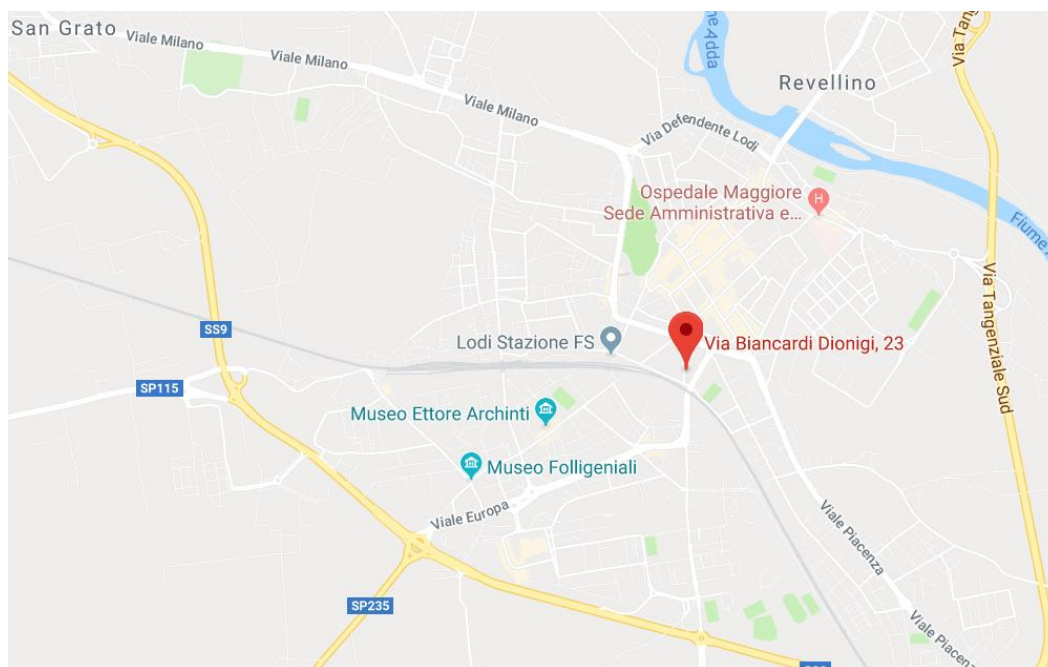 San Grato
Viale Milano
Viale Milano
Viale Milano
Fiume Adda
Revellino
Via Defendente Lodi
Ospedale Maggiore
Sede Amministrativa e...
H
Fiume
Via Tangenziale Sud
SS9
Lodi Stazione FS
Via Biancardi Dionigi, 23
SP115
Museo Ettore Archinti
Museo Folligeniali
Viale Europa
Viale Piacenza
SP235